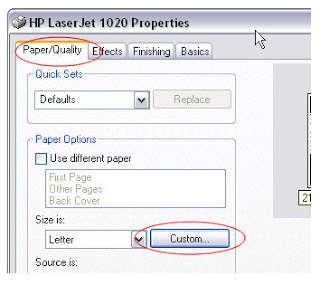 HP LaserJet 1020 Properties
Paper/Quality Effects Finishing Basics
Quick Sets
Defaults Replace
Paper Options
Use different paper
First Page
Other Pages
Back Cover
Size is:
Letter Custom...
Source is: